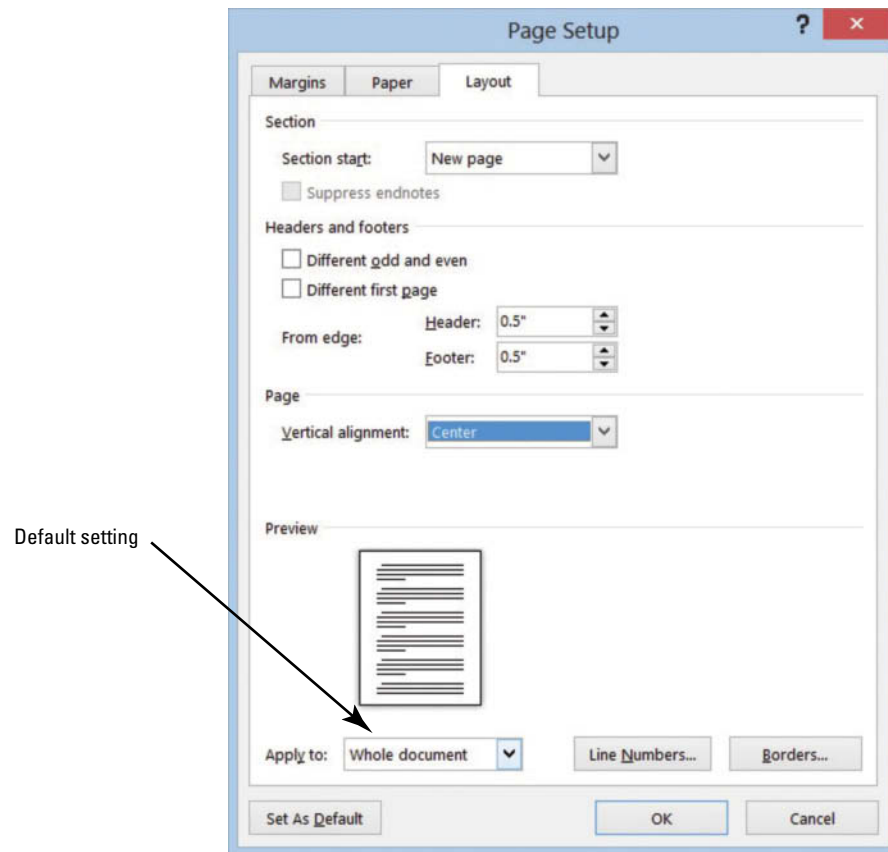 Page Setup ? ×
Margins Paper Layout
Section
Section start: New page
Suppress endnotes
Headers and footers
Different odd and even
Different first page
Header: 0.5"
From edge:
Footer: 0.5"
Page
Vertical alignment: Center
Default setting
Preview
Apply to: Whole document Line Numbers... Borders...
Set As Default OK Cancel